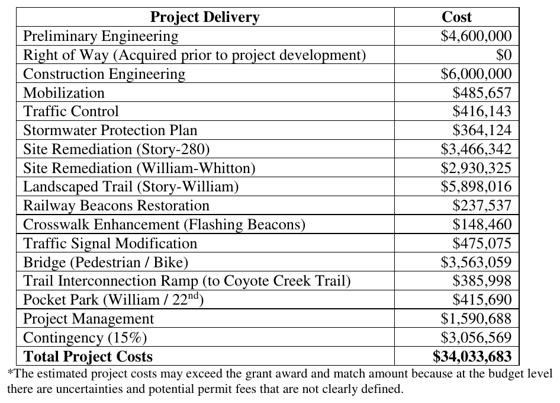 Project Delivery Cost
Preliminary Engineering $4,600,000
Right of Way (Acquired prior to project development) $0
Construction Engineering $6,000,000
Mobilization $485,657
Traffic Control $416,143
Stormwater Protection Plan $364,124
Site Remediation (Story-280) $3,466,342
Site Remediation (William-Whitton) $2,930,325
Landscaped Trail (Story-William) $5,898,016
Railway Beacons Restoration $237,537
Crosswalk Enhancement (Flashing Beacons) $148,460
Traffic Signal Modification $475,075
Bridge (Pedestrian / Bike) $3,563,059
Trail Interconnection Ramp (to Coyote Creek Trail) $385,998
Pocket Park (William / 22nd) $415,690
Project Management $1,590,688
Contingency (15%) $3,056,569
Total Project Costs $34,033,683
*The estimated project costs may exceed the grant award and match amount because at the budget level
there are uncertainties and potential permit fees that are not clearly defined.